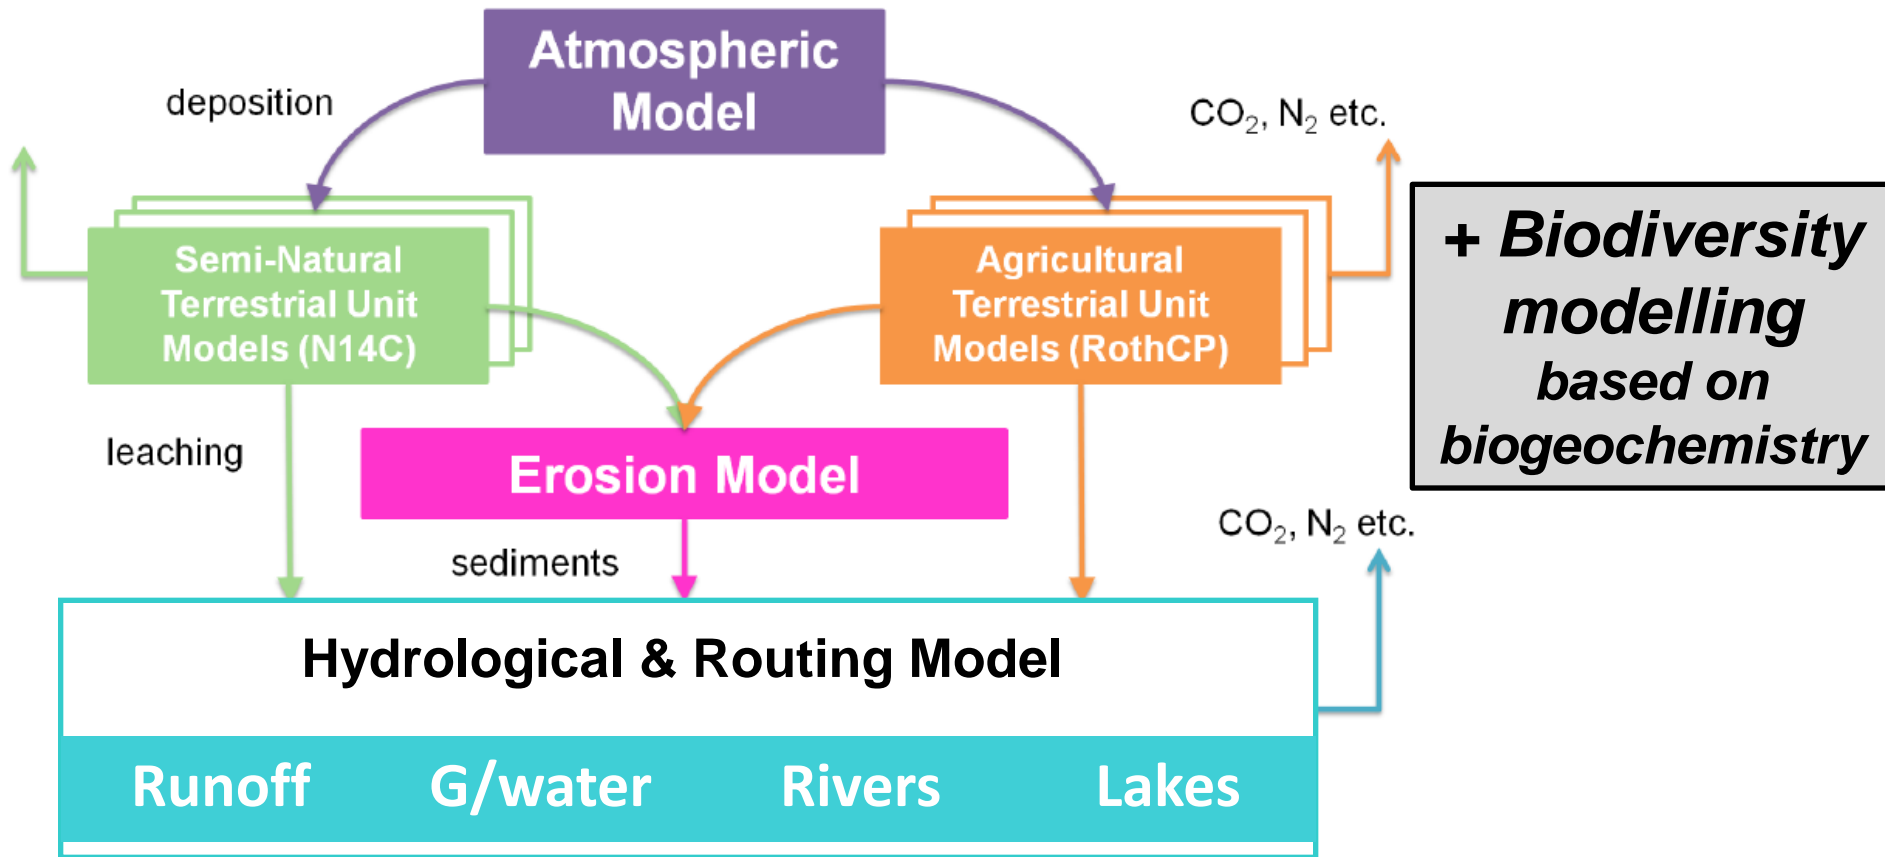 Atmospheric
Model
deposition
CO₂, N₂ etc.
Semi-Natural
Terrestrial Unit
Models (N14C)
Agricultural
Terrestrial Unit
Models (RothCP)
+ Biodiversity
modelling
based on
biogeochemistry
leaching
Erosion Model
sediments
CO₂, N₂ etc.
Hydrological & Routing Model
Runoff G/water Rivers Lakes